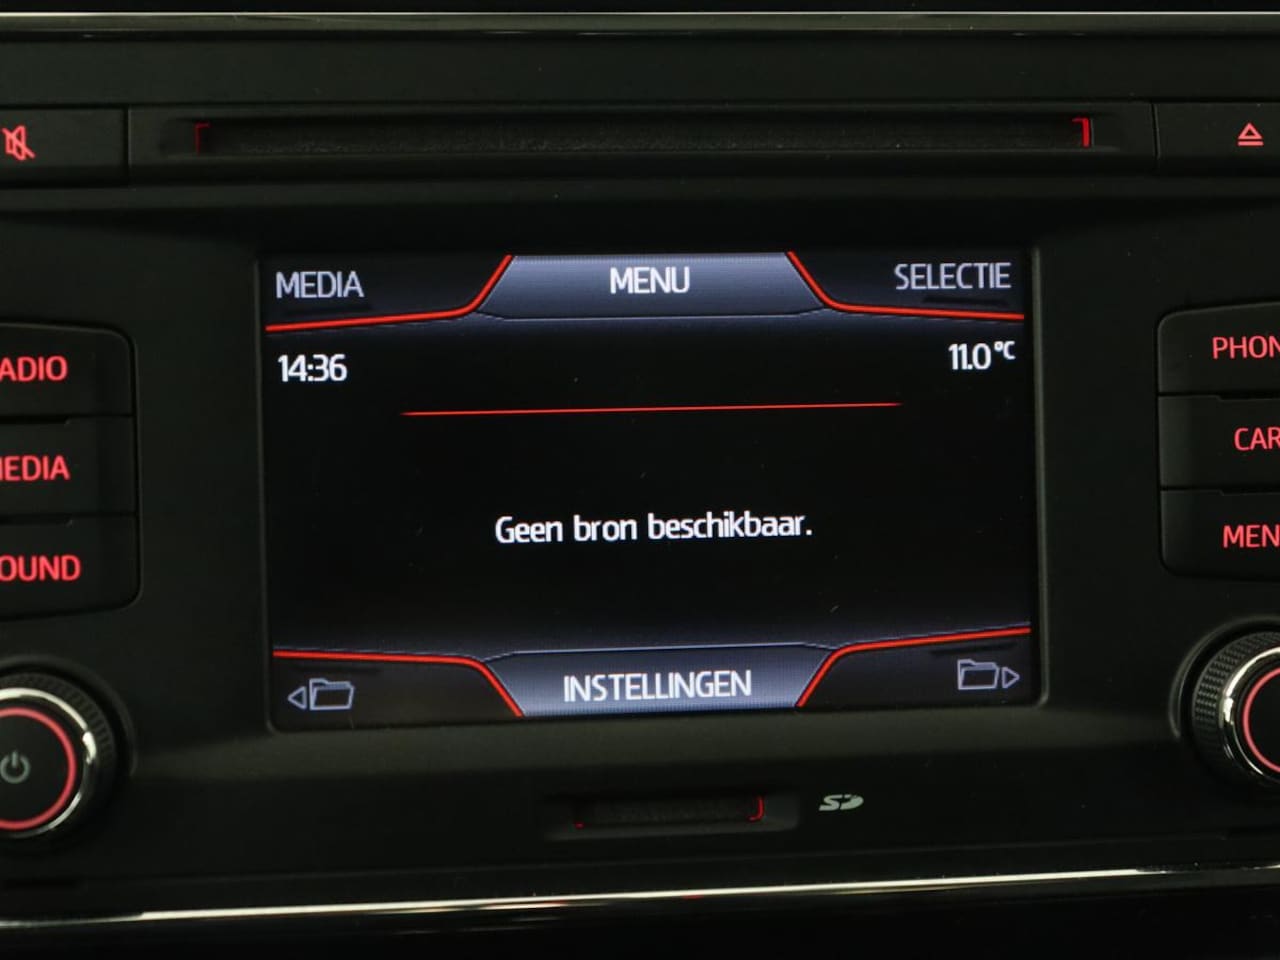 MEDIA MENU SELECTIE
14:36 11.0°C
ADIO
PHON
CAR
EDIA
Geen bron beschikbaar.
MEN
OUND
INSTELLINGEN
SD